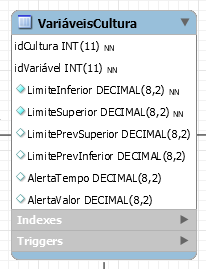 VariáveisCultura
idCultura INT(11) NN
idVariável INT(11) NN
LimiteInferior DECIMAL(8,2) NN
LimiteSuperior DECIMAL(8,2) NN
LimitePrevSuperior DECIMAL(8,2)
LimitePrevInferior DECIMAL(8,2)
AlertaTempo DECIMAL(8,2)
AlertaValor DECIMAL(8,2)
Indexes
Triggers